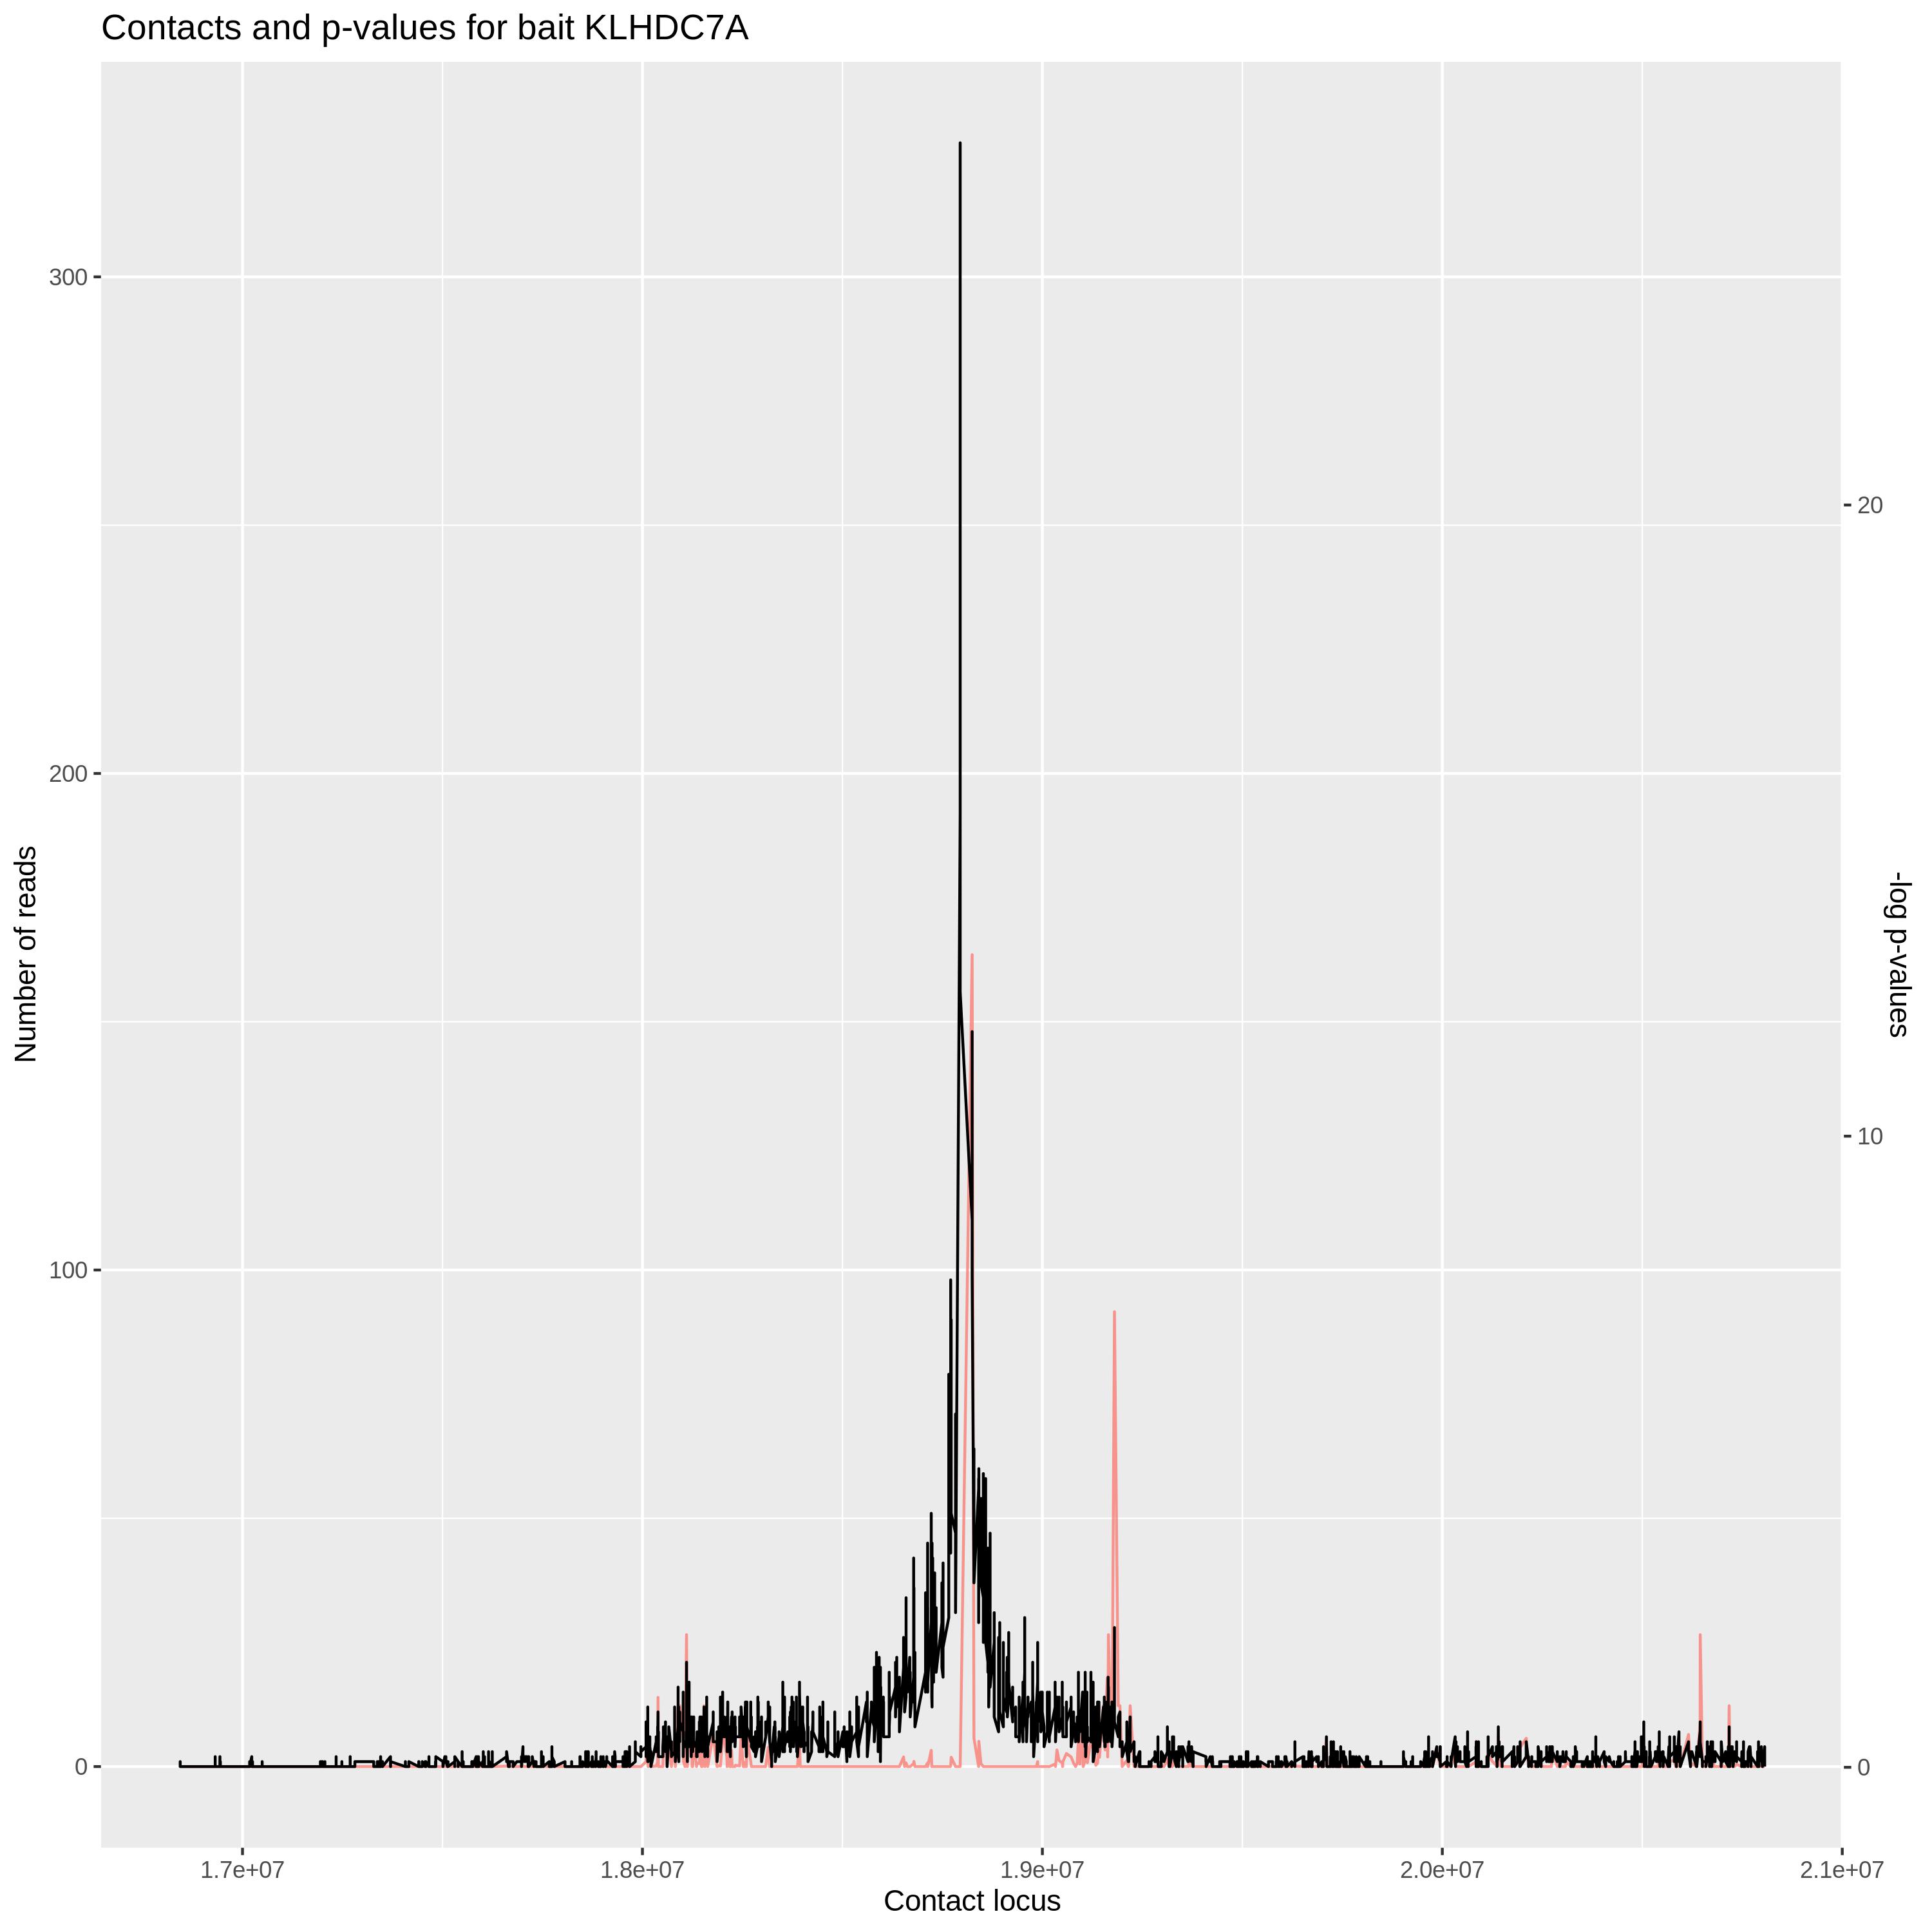 Contacts and p-values for bait KLHDC7A
300
200
100
0
Number of reads
20
10
0
-log p-values
1.7e+07
1.8e+07
1.9e+07
2.0e+07
2.1e+07
Contact locus